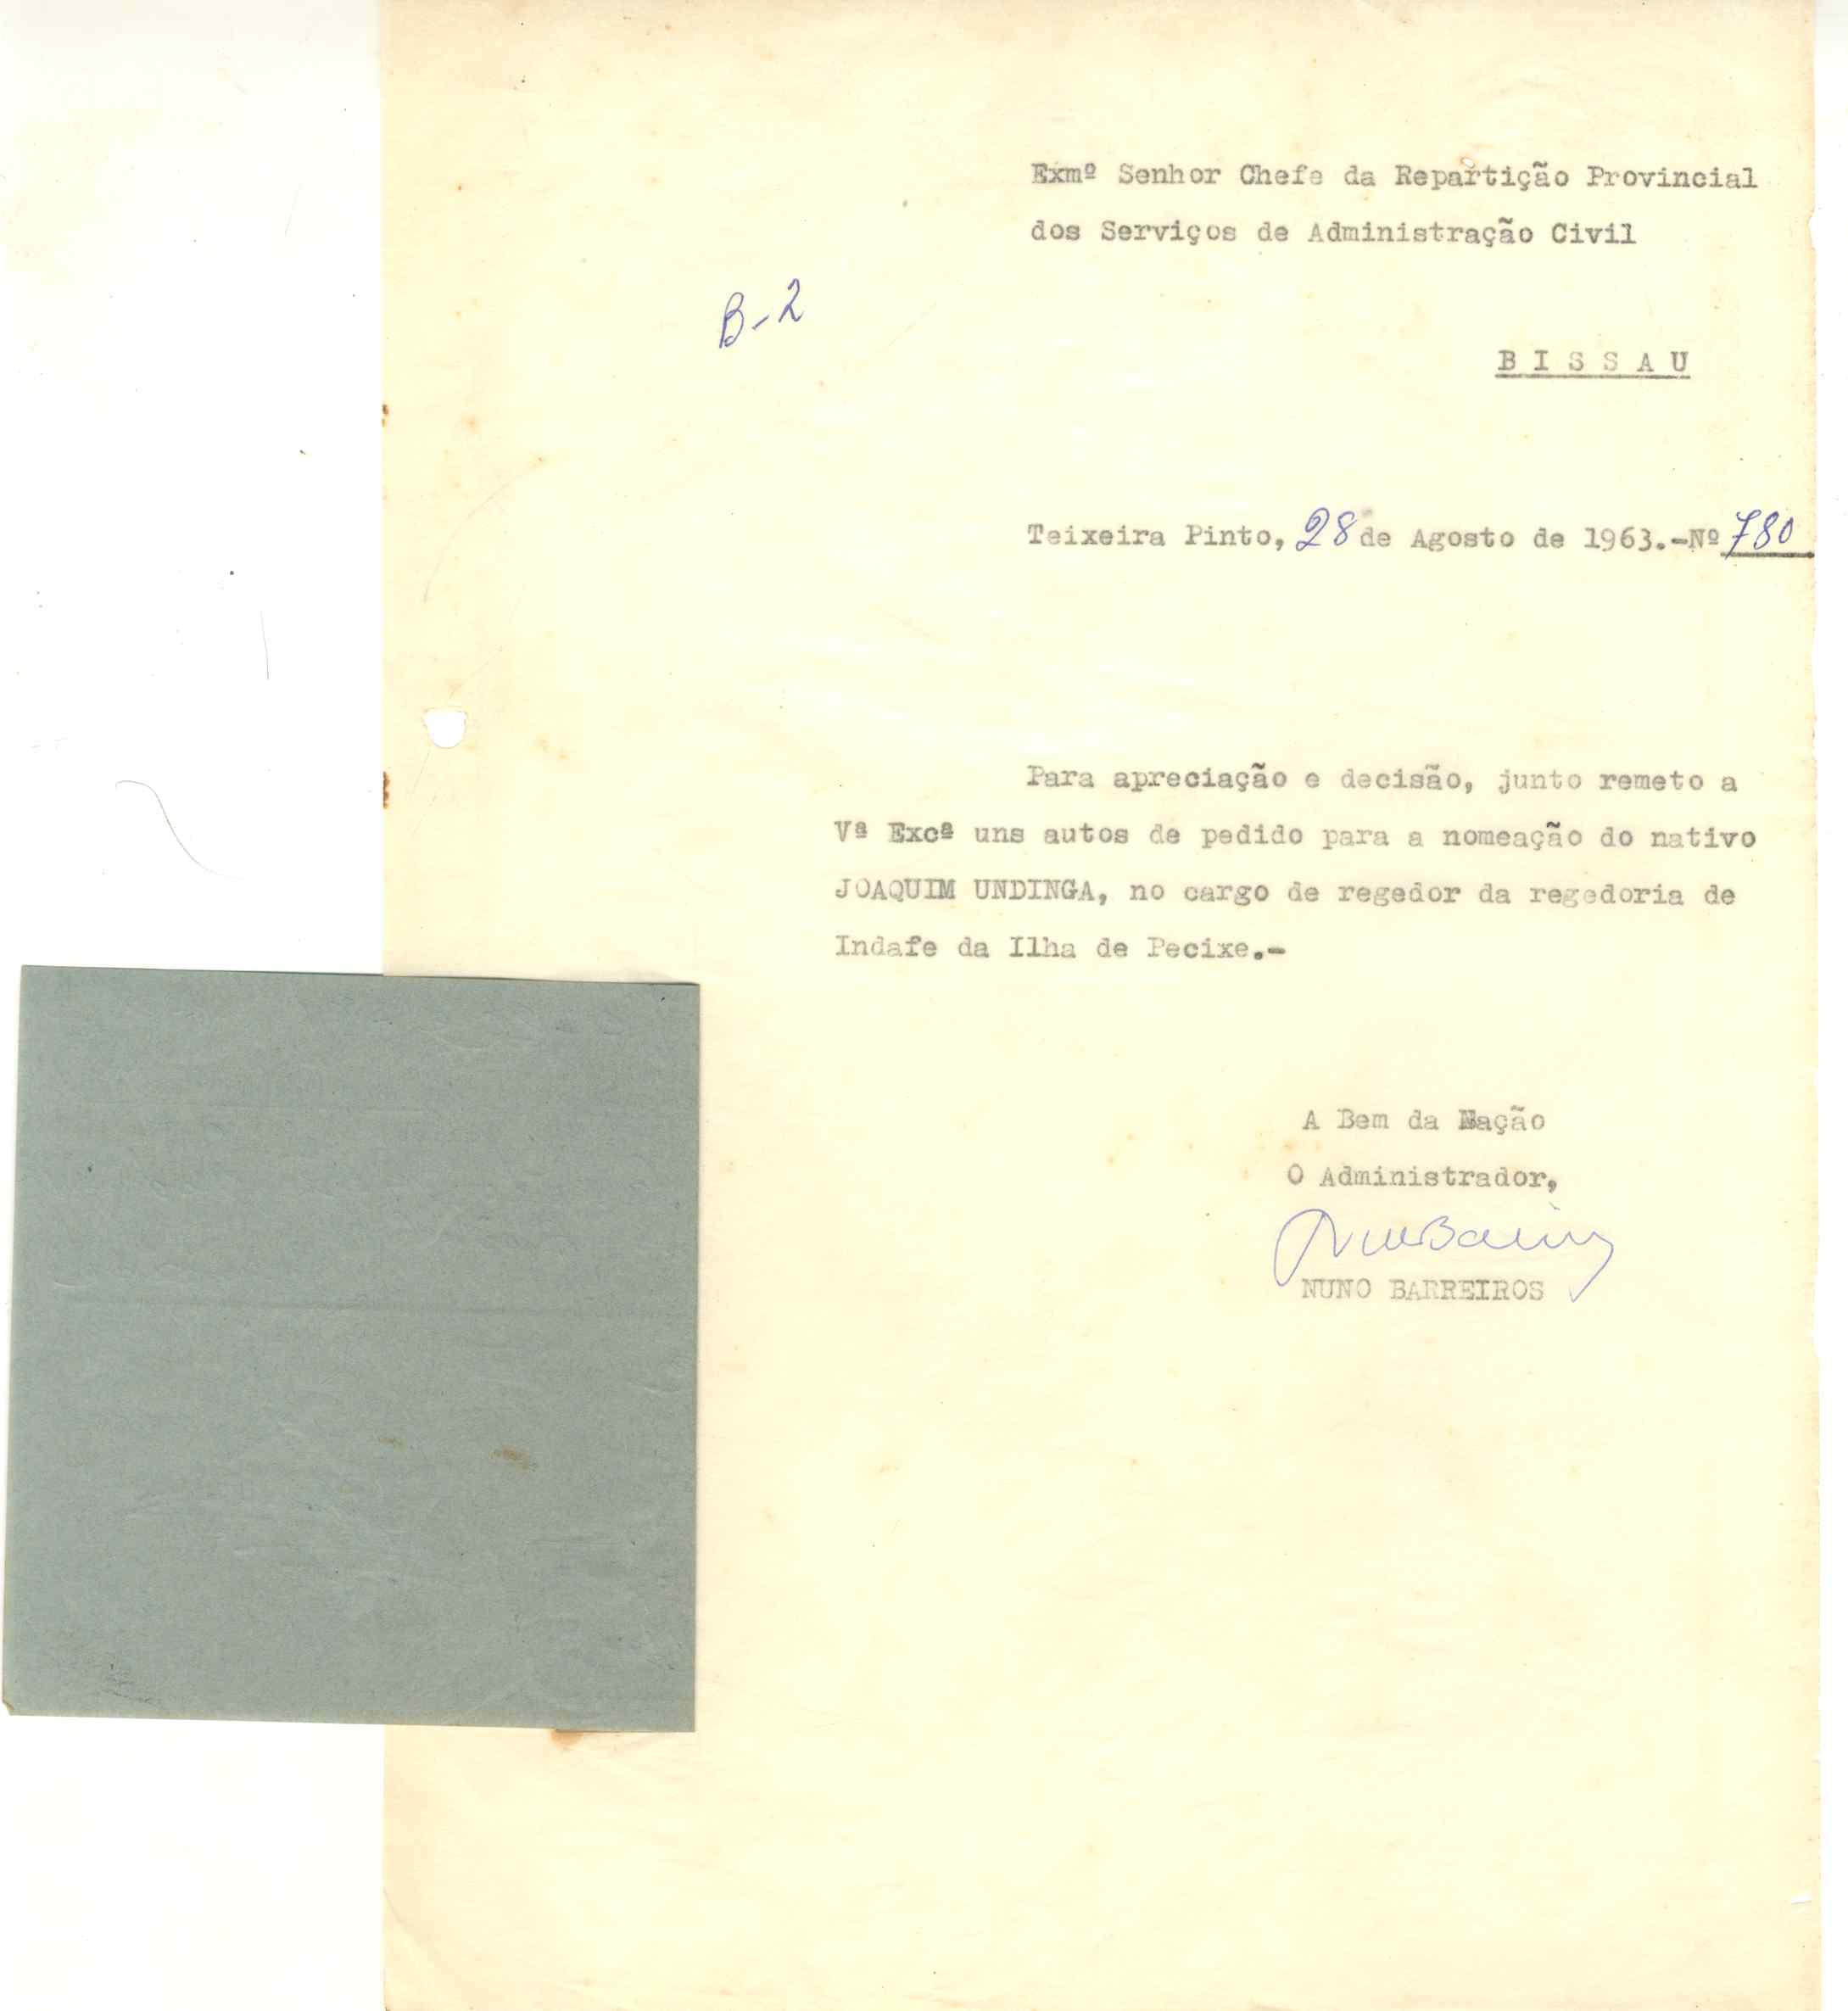 Exmº Senhor Chefe da Repartição Provincial
dos Serviços de Administração Civil
B-2
B I S S A U
Teixeira Pinto, 28 de Agosto de 1963.-Nº 780
Para apreciação e decisão, junto remeto a
Vª Excª uns autos de pedido para a nomeação do nativo
JOAQUIM UNDINGA, no cargo de regedor da regedoria de
Indafe da Ilha de Pecixe.-
A Bem da Nação
O Administrador,
NUNO BARREIROS